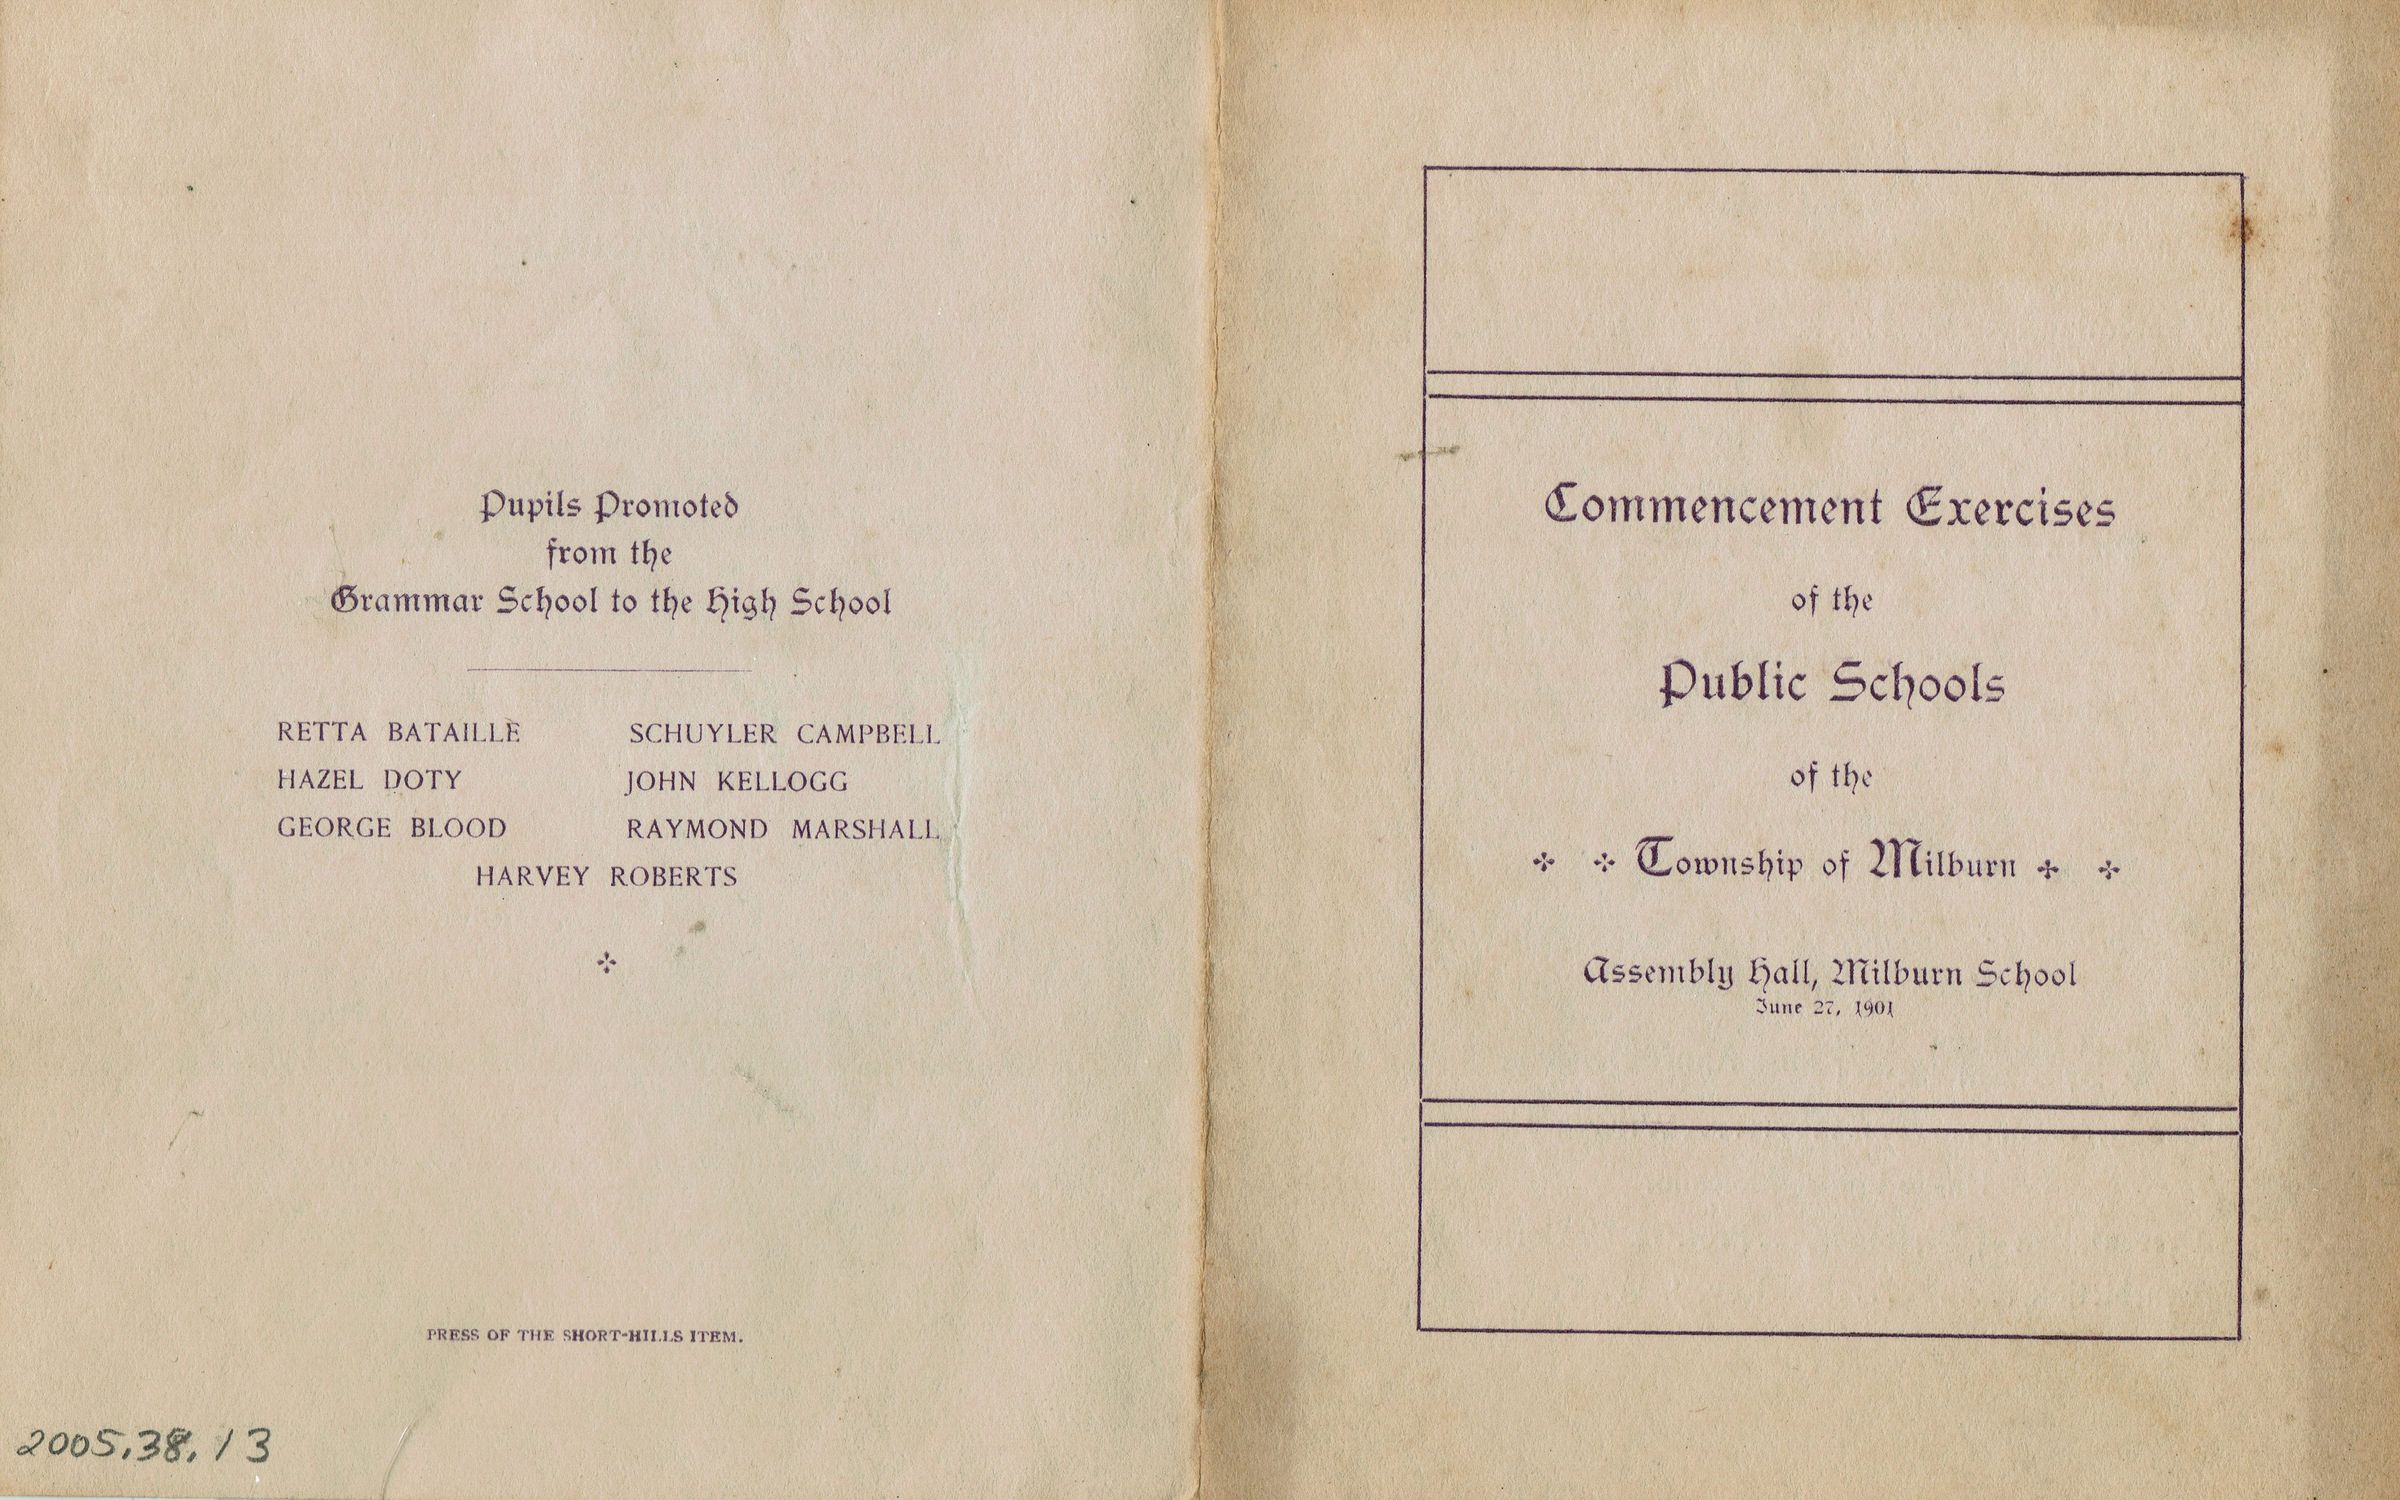 Pupils Promoted
from the
Grammar School to the High School
RETTA BATAILLE SCHUYLER CAMPBELL
HAZEL DOTY JOHN KELLOGG
GEORGE BLOOD RAYMOND MARSHALL
HARVEY ROBERTS
PRESS OF THE SHORT-HILLS ITEM.
2005.38.13
Commencement Exercises
of the
Public Schools
of the
Township of Milburn
Assembly Hall, Milburn School
June 27, 1901